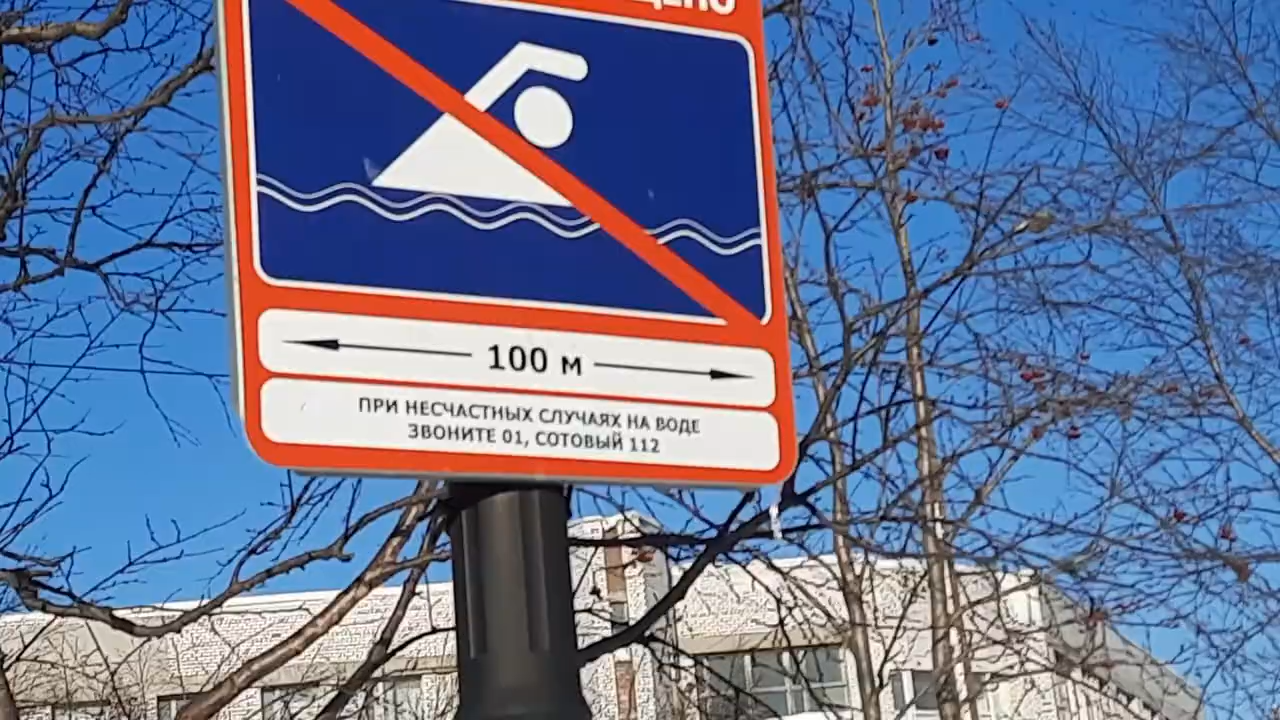 100 м
ПРИ НЕСЧАСТНЫХ СЛУЧАЯХ НА ВОДЕ
ЗВОНИТЕ 01, СОТОВЫЙ 112